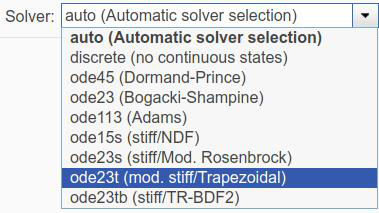 Solver: auto (Automatic solver selection)
auto (Automatic solver selection)
discrete (no continuous states)
ode45 (Dormand-Prince)
ode23 (Bogacki-Shampine)
ode113 (Adams)
ode15s (stiff/NDF)
ode23s (stiff/Mod. Rosenbrock)
ode23t (mod. stiff/Trapezoidal)
ode23tb (stiff/TR-BDF2)